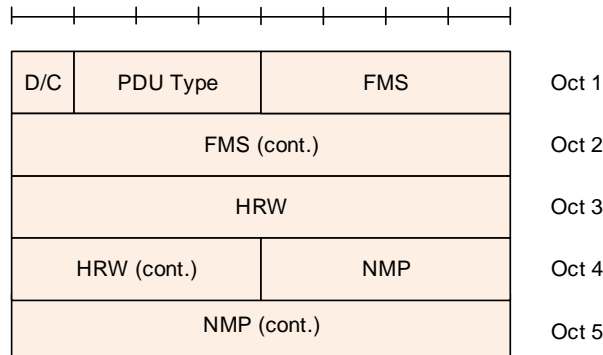 D/C PDU Type FMS Oct 1
FMS (cont.) Oct 2
HRW Oct 3
HRW (cont.) NMP Oct 4
NMP (cont.) Oct 5